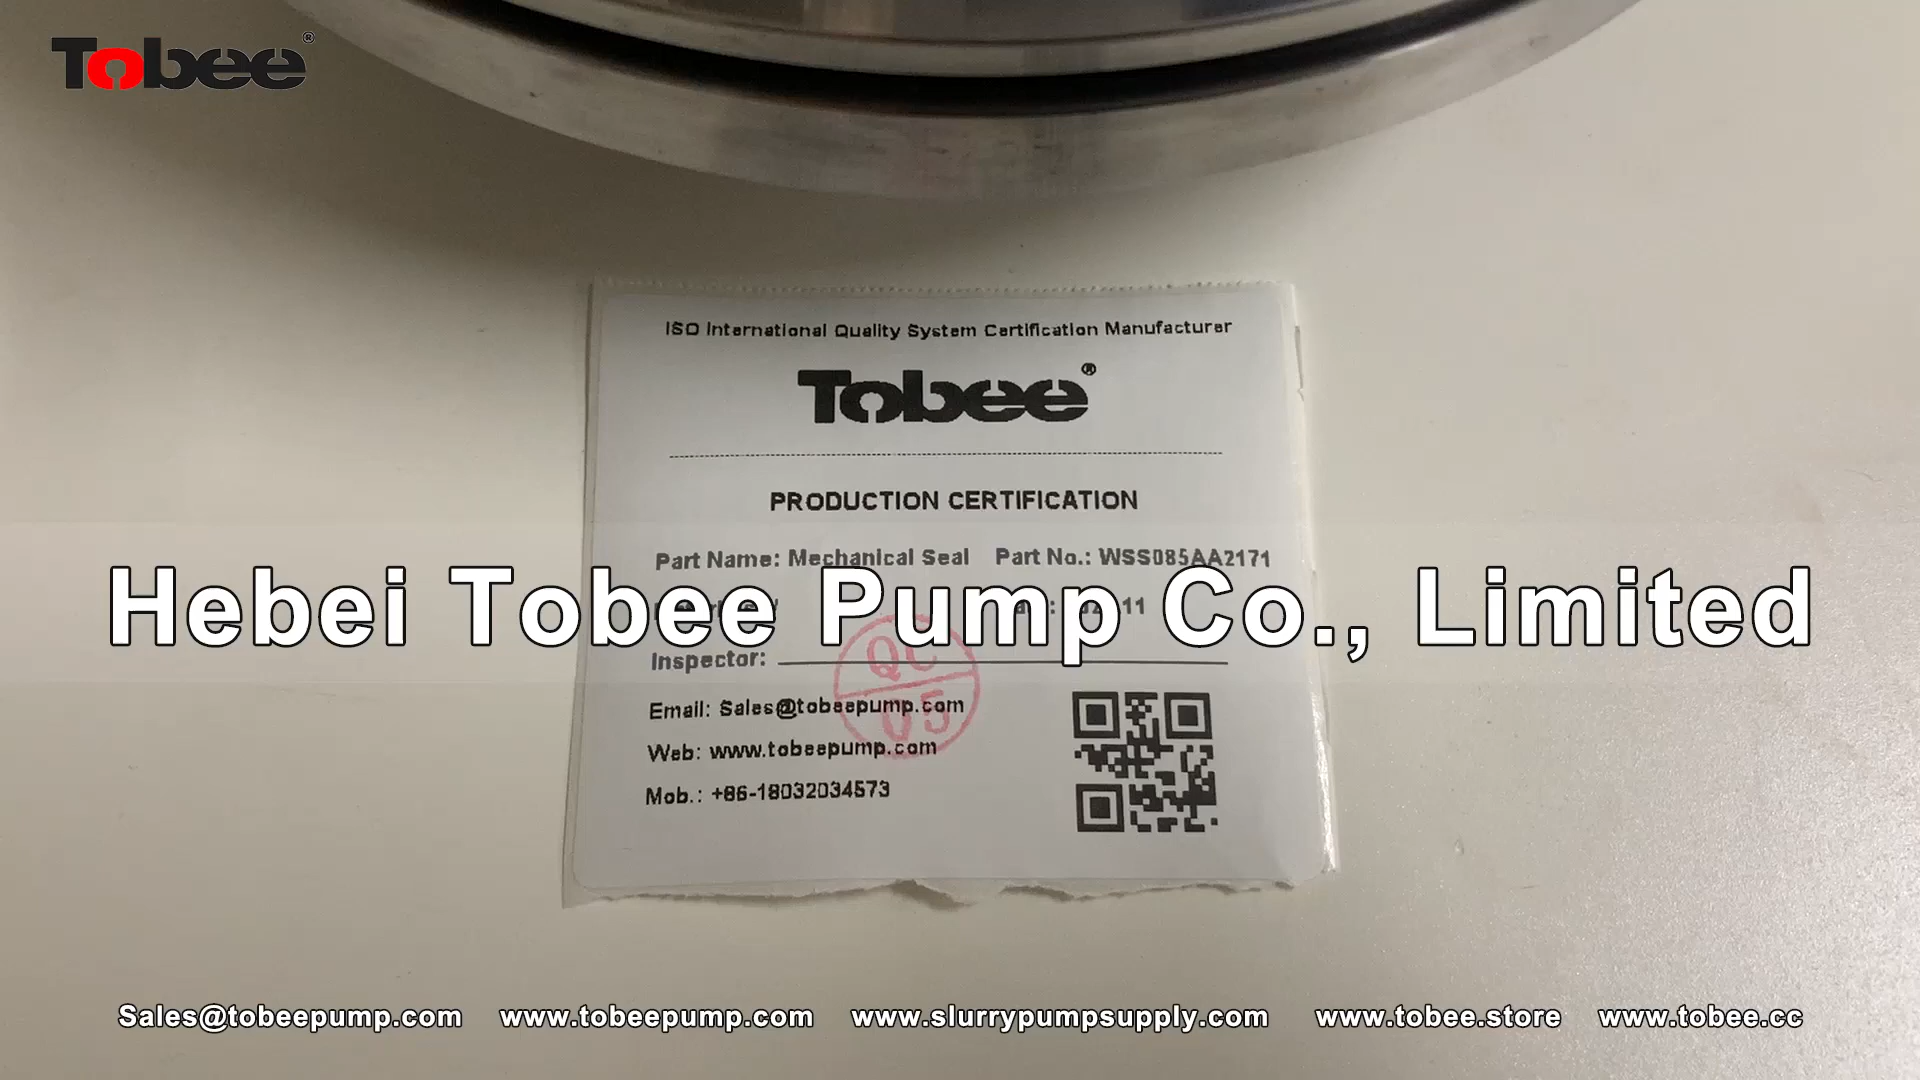 Tobee®
ISO International Quality System Certification Manufacturer
Tobee®
PRODUCTION CERTIFICATION
Part Name: Mechanical Seal Part No.: WSS085AA2171
Hebei Tobee Pump Co., Limited
11
Inspector:
QC
05
Email: Sales@tobeepump.com
Web: www.tobeepump.com
Mob.: +86-18032034573
Sales@tobeepump.com www.tobeepump.com www.slurrypumpsupply.com www.tobee.store www.tobee.cc